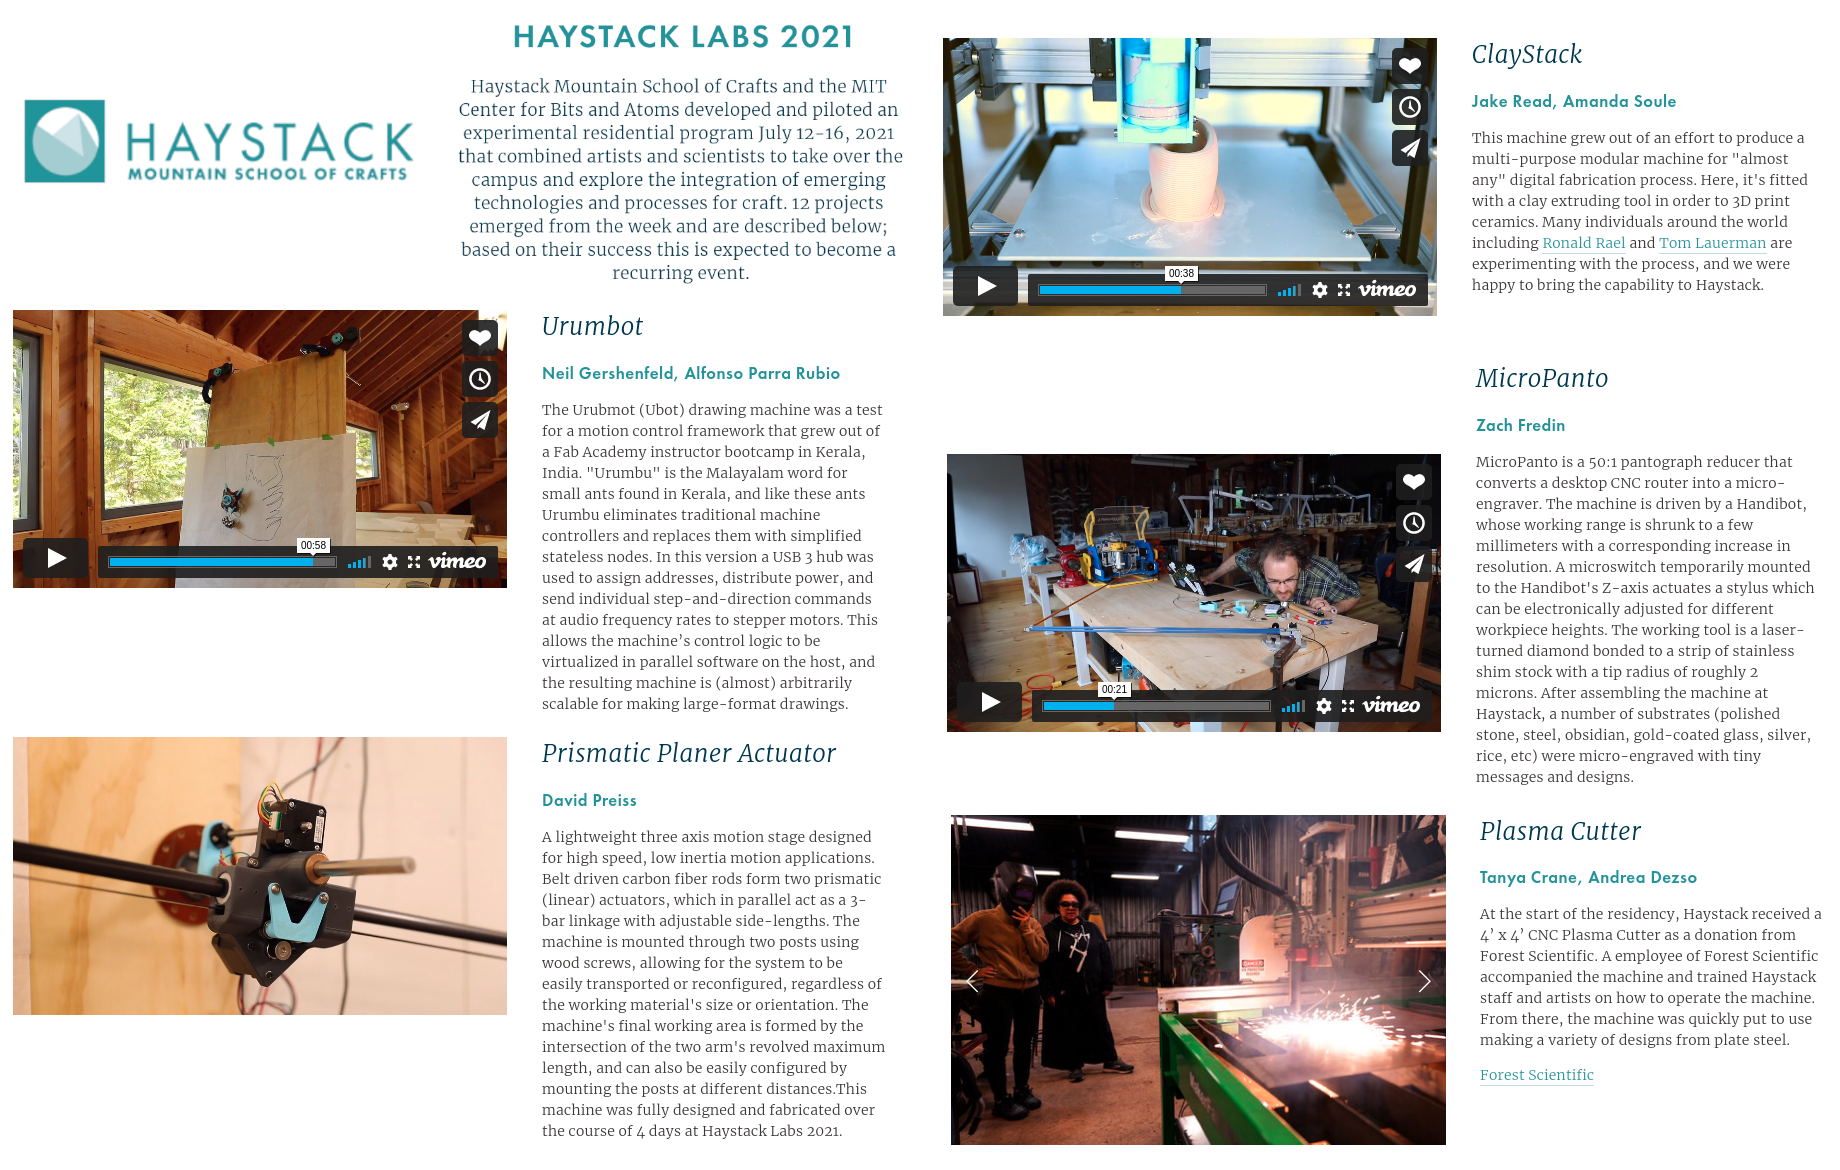 HAYSTACK
MOUNTAIN SCHOOL OF CRAFTS
HAYSTACK LABS 2021
Haystack Mountain School of Crafts and the MIT
Center for Bits and Atoms developed and piloted an
experimental residential program July 12-16, 2021
that combined artists and scientists to take over the
campus and explore the integration of emerging
technologies and processes for craft. 12 projects
emerged from the week and are described below;
based on their success this is expected to become a
recurring event.
00:58
vimeo
Urumbot
Neil Gershenfeld, Alfonso Parra Rubio
The Urubmot (Ubot) drawing machine was a test
for a motion control framework that grew out of
a Fab Academy instructor bootcamp in Kerala,
India. "Urumbu" is the Malayalam word for
small ants found in Kerala, and like these ants
Urumbu eliminates traditional machine
controllers and replaces them with simplified
stateless nodes. In this version a USB 3 hub was
used to assign addresses, distribute power, and
send individual step-and-direction commands
at audio frequency rates to stepper motors. This
allows the machine’s control logic to be
virtualized in parallel software on the host, and
the resulting machine is (almost) arbitrarily
scalable for making large-format drawings.
Prismatic Planer Actuator
David Preiss
A lightweight three axis motion stage designed
for high speed, low inertia motion applications.
Belt driven carbon fiber rods form two prismatic
(linear) actuators, which in parallel act as a 3-
bar linkage with adjustable side-lengths. The
machine is mounted through two posts using
wood screws, allowing for the system to be
easily transported or reconfigured, regardless of
the working material's size or orientation. The
machine's final working area is formed by the
intersection of the two arm's revolved maximum
length, and can also be easily configured by
mounting the posts at different distances.This
machine was fully designed and fabricated over
the course of 4 days at Haystack Labs 2021.
00:38
vimeo
ClayStack
Jake Read, Amanda Soule
This machine grew out of an effort to produce a
multi-purpose modular machine for "almost
any" digital fabrication process. Here, it's fitted
with a clay extruding tool in order to 3D print
ceramics. Many individuals around the world
including Ronald Rael and Tom Lauerman are
experimenting with the process, and we were
happy to bring the capability to Haystack.
00:21
vimeo
MicroPanto
Zach Fredin
MicroPanto is a 50:1 pantograph reducer that
converts a desktop CNC router into a micro-
engraver. The machine is driven by a Handibot,
whose working range is shrunk to a few
millimeters with a corresponding increase in
resolution. A microswitch temporarily mounted
to the Handibot's Z-axis actuates a stylus which
can be electronically adjusted for different
workpiece heights. The working tool is a laser-
turned diamond bonded to a strip of stainless
shim stock with a tip radius of roughly 2
microns. After assembling the machine at
Haystack, a number of substrates (polished
stone, steel, obsidian, gold-coated glass, silver,
rice, etc) were micro-engraved with tiny
messages and designs.
Plasma Cutter
Tanya Crane, Andrea Dezso
At the start of the residency, Haystack received a
4’ x 4’ CNC Plasma Cutter as a donation from
Forest Scientific. A employee of Forest Scientific
accompanied the machine and trained Haystack
staff and artists on how to operate the machine.
From there, the machine was quickly put to use
making a variety of designs from plate steel.
Forest Scientific